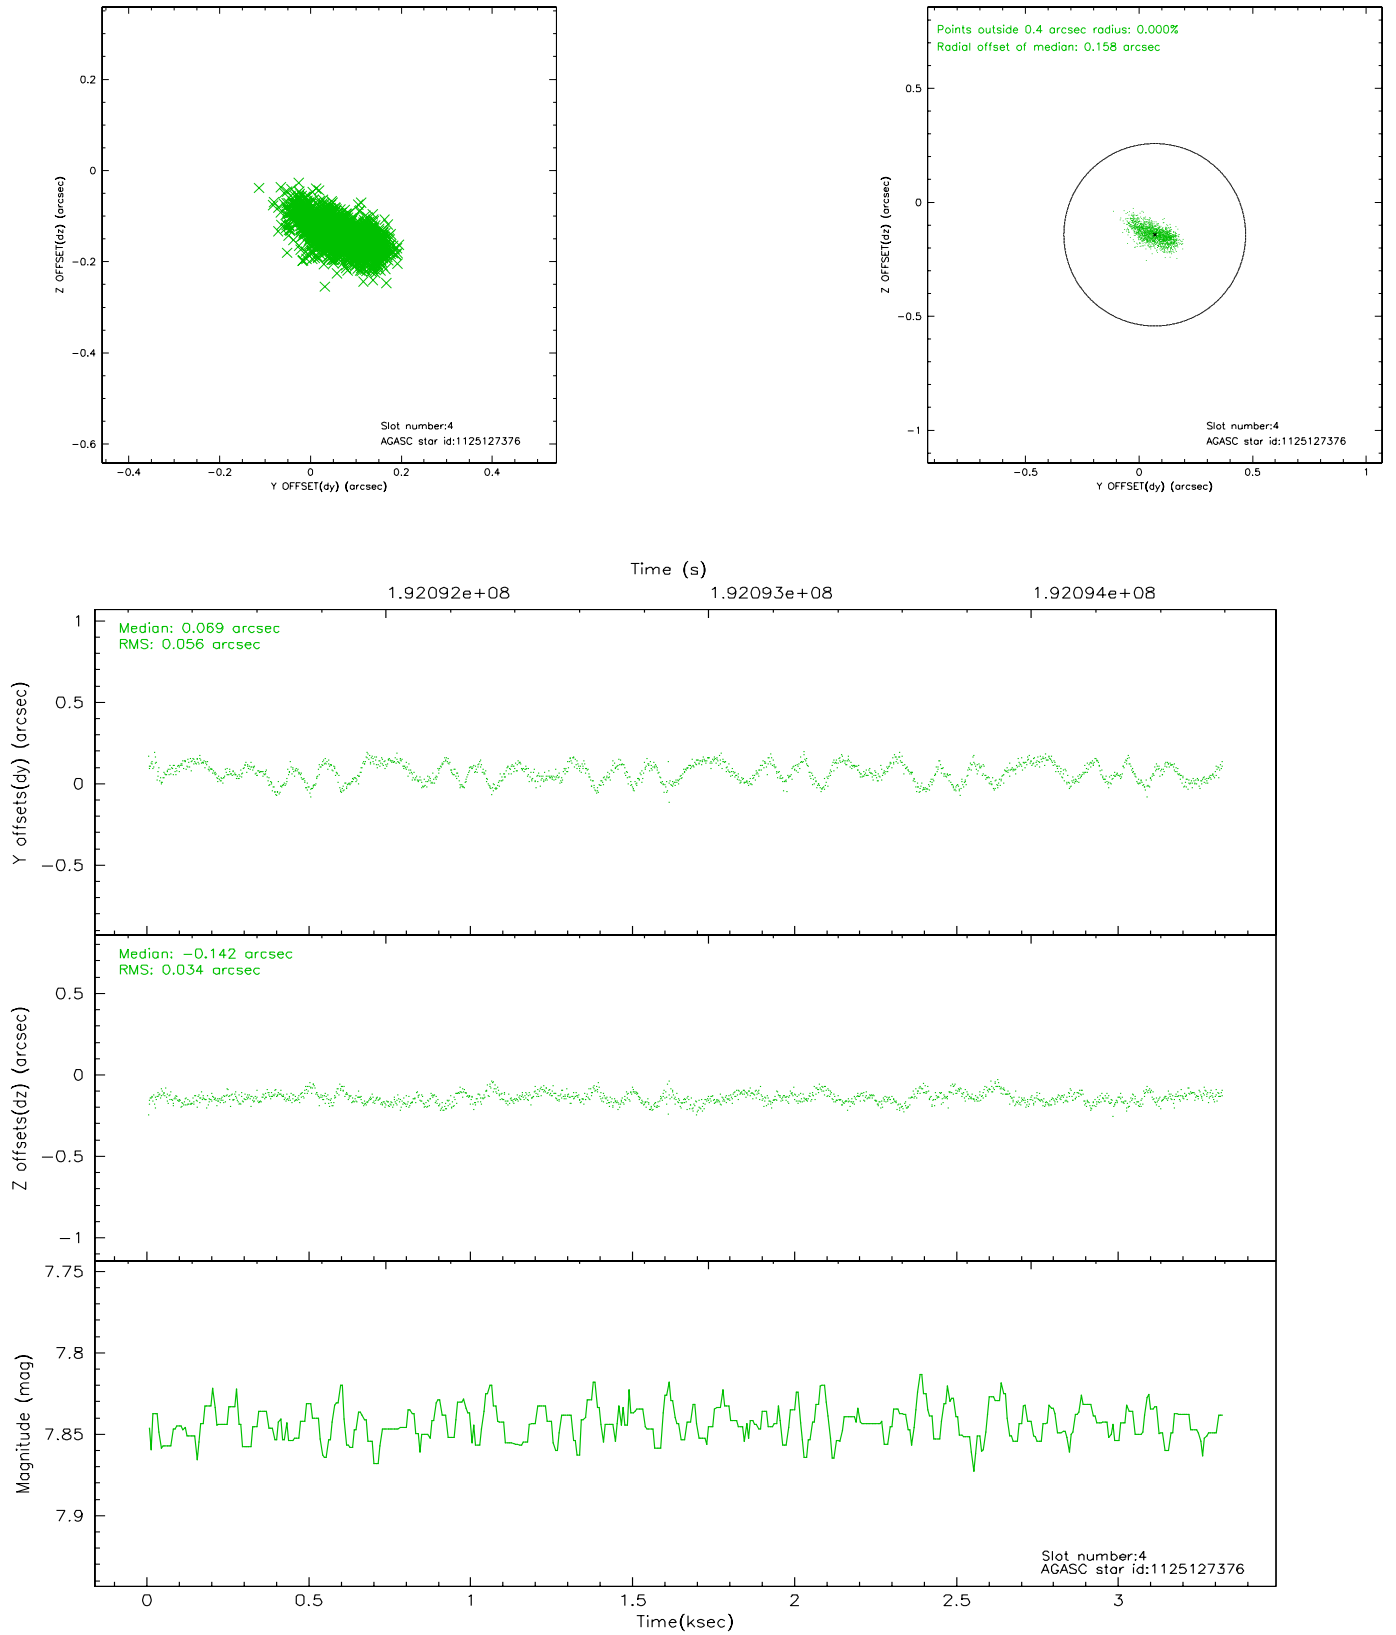 0.2
0
−0.2
−0.4
−0.6
Z OFFSET(dz) (arcsec)
Slot number:4
AGASC star id:1125127376
−0.4 −0.2 0 0.2 0.4
Y OFFSET(dy) (arcsec)
Points outside 0.4 arcsec radius: 0.000%
Radial offset of median: 0.158 arcsec
0.5
0
−0.5
−1
Z OFFSET(dz) (arcsec)
Slot number:4
AGASC star id:1125127376
−0.5 0 0.5 1
Y OFFSET(dy) (arcsec)
Time (s)
1.92092e+08 1.92093e+08 1.92094e+08
Median: 0.069 arcsec
RMS: 0.056 arcsec
1
0.5
0
−0.5
Y offsets(dy) (arcsec)
Median: −0.142 arcsec
RMS: 0.034 arcsec
0.5
0
−0.5
−1
Z offsets(dz) (arcsec)
7.75
7.8
7.85
7.9
Magnitude (mag)
Slot number:4
AGASC star id:1125127376
0 0.5 1 1.5 2 2.5 3
Time(ksec)